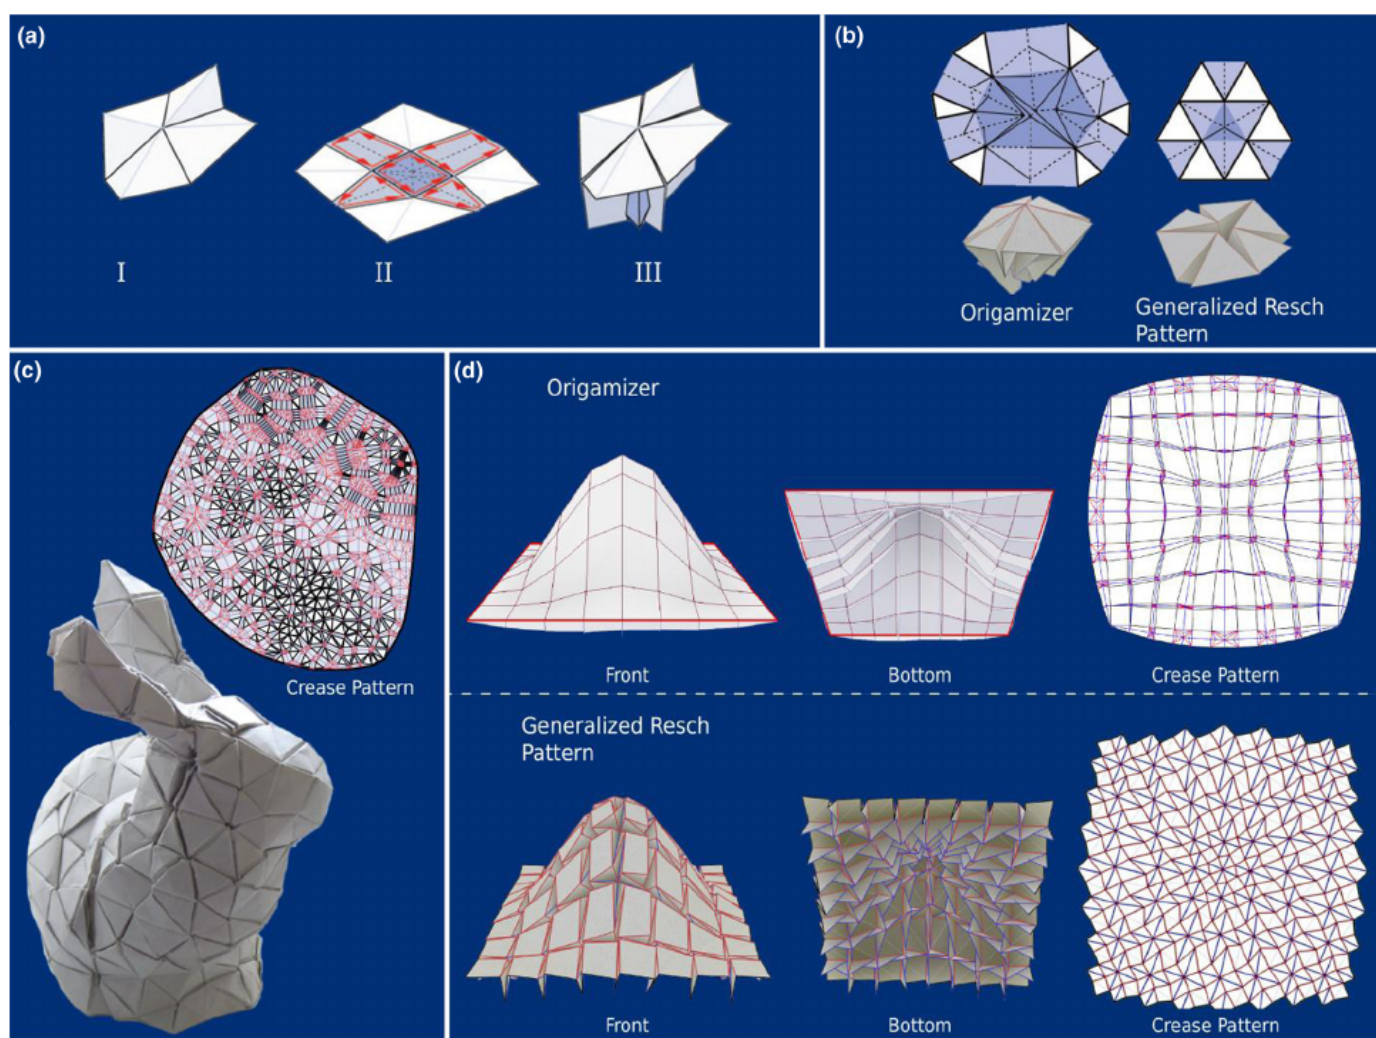 (a)
I
II
III
(b)
Origamizer
Generalized Resch
Pattern
(c)
Crease Pattern
(d)
Origamizer
Front
Bottom
Crease Pattern
Generalized Resch
Pattern
Front
Bottom
Crease Pattern